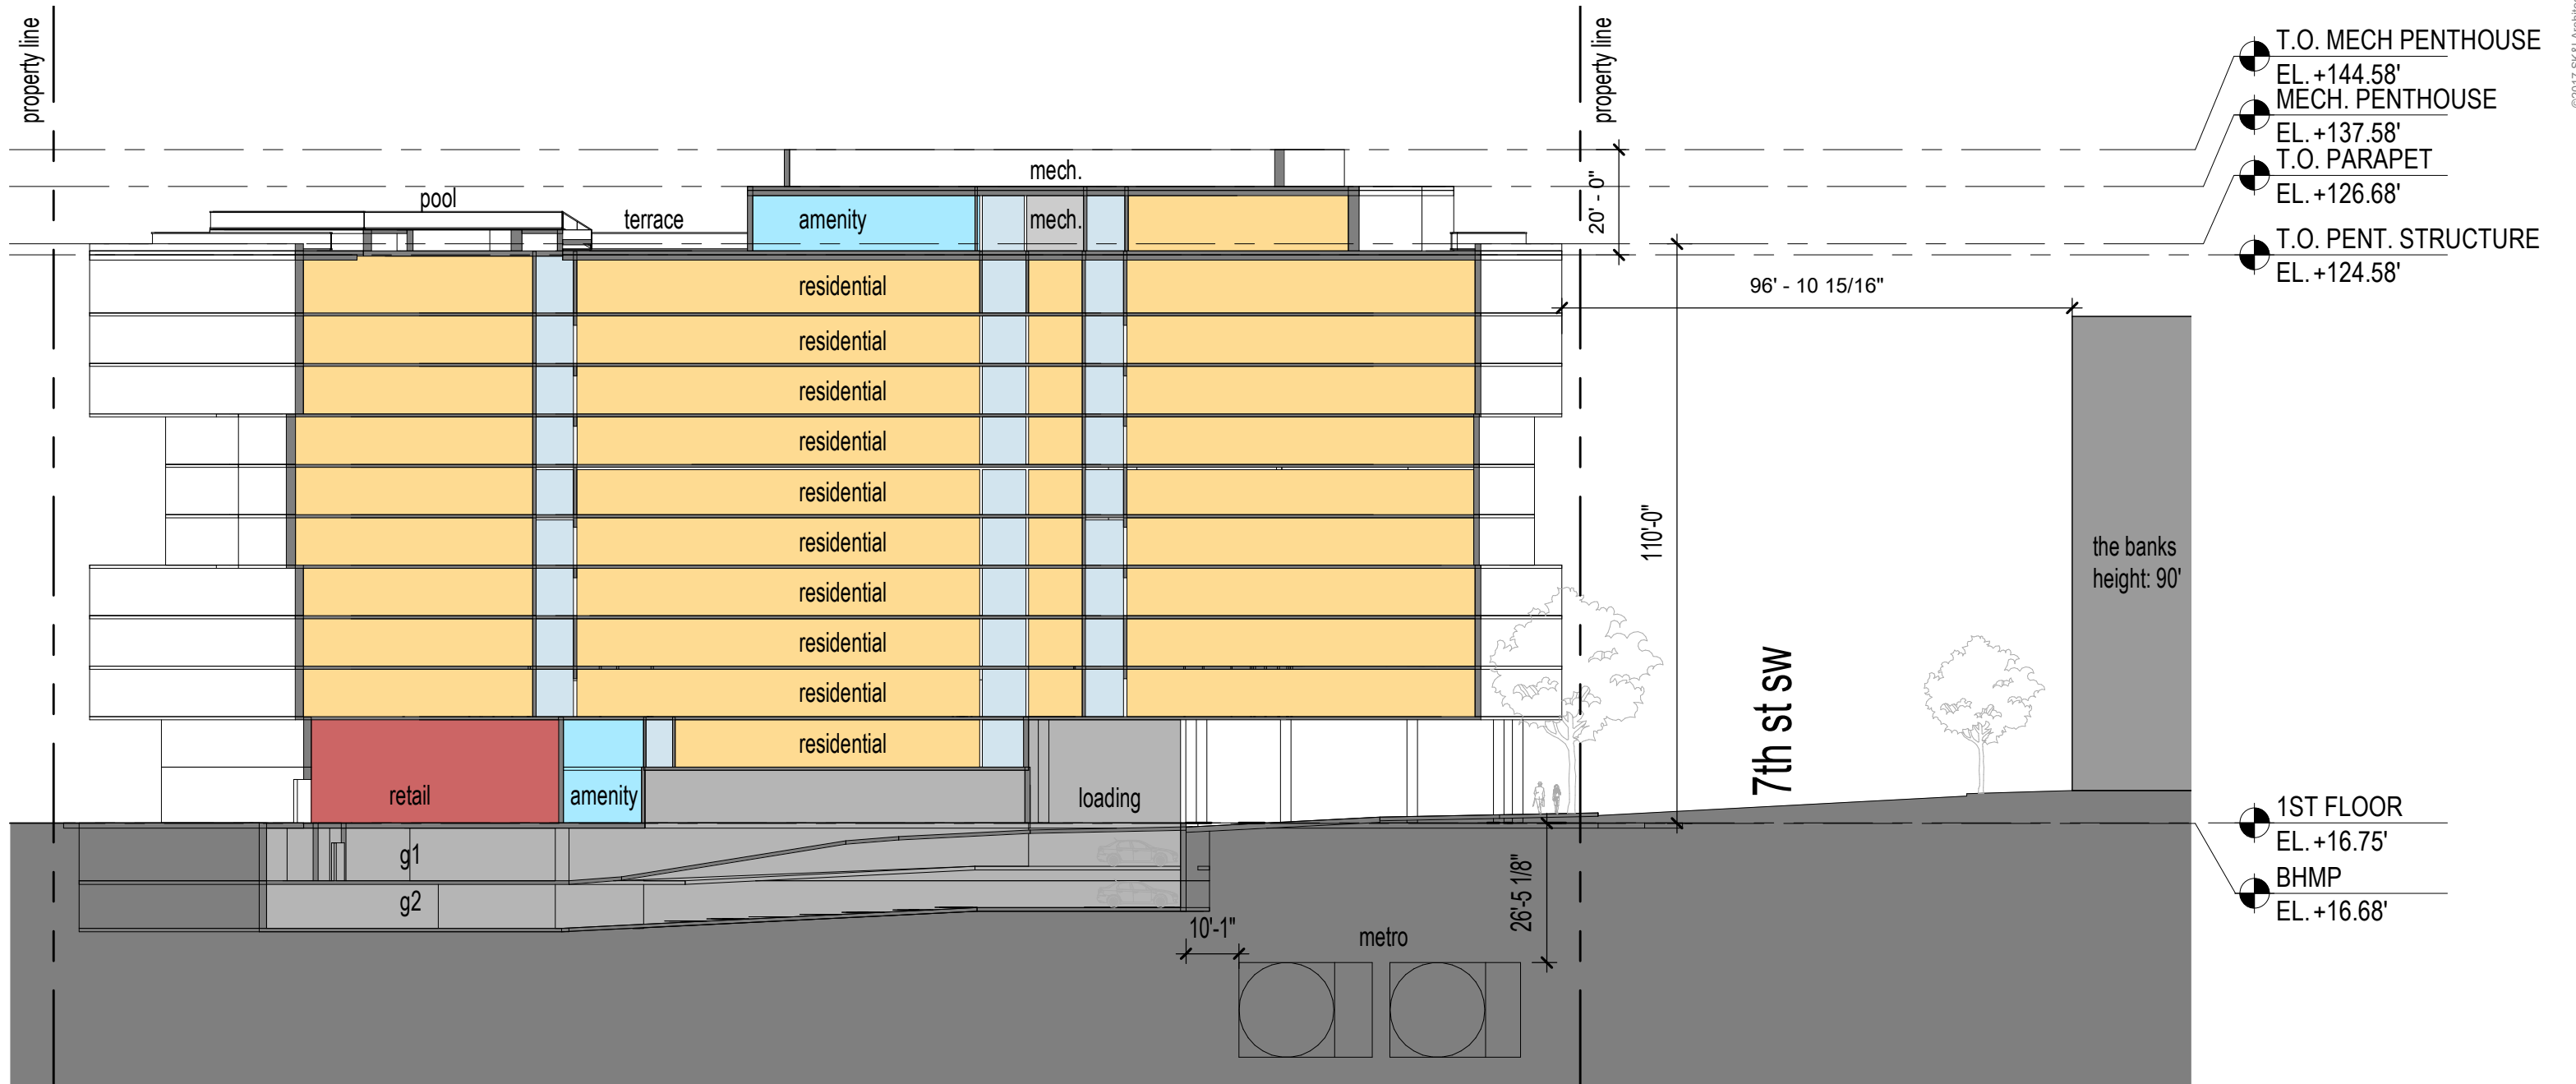 property line
property line
©2017 SK&I Archited
T.O. MECH PENTHOUSE
EL. +144.58'
MECH. PENTHOUSE
EL. +137.58'
T.O. PARAPET
EL. +126.68'
T.O. PENT. STRUCTURE
EL. +124.58'
mech.
20' - 0"
pool
terrace
amenity
mech.
96' - 10 15/16"
residential
residential
residential
residential
residential
residential
residential
residential
residential
residential
110'-0"
the banks
height: 90'
7th st sw
retail
amenity
loading
1ST FLOOR
EL. +16.75'
BHMP
EL. +16.68'
g1
g2
26'-5 1/8"
10'-1"
metro